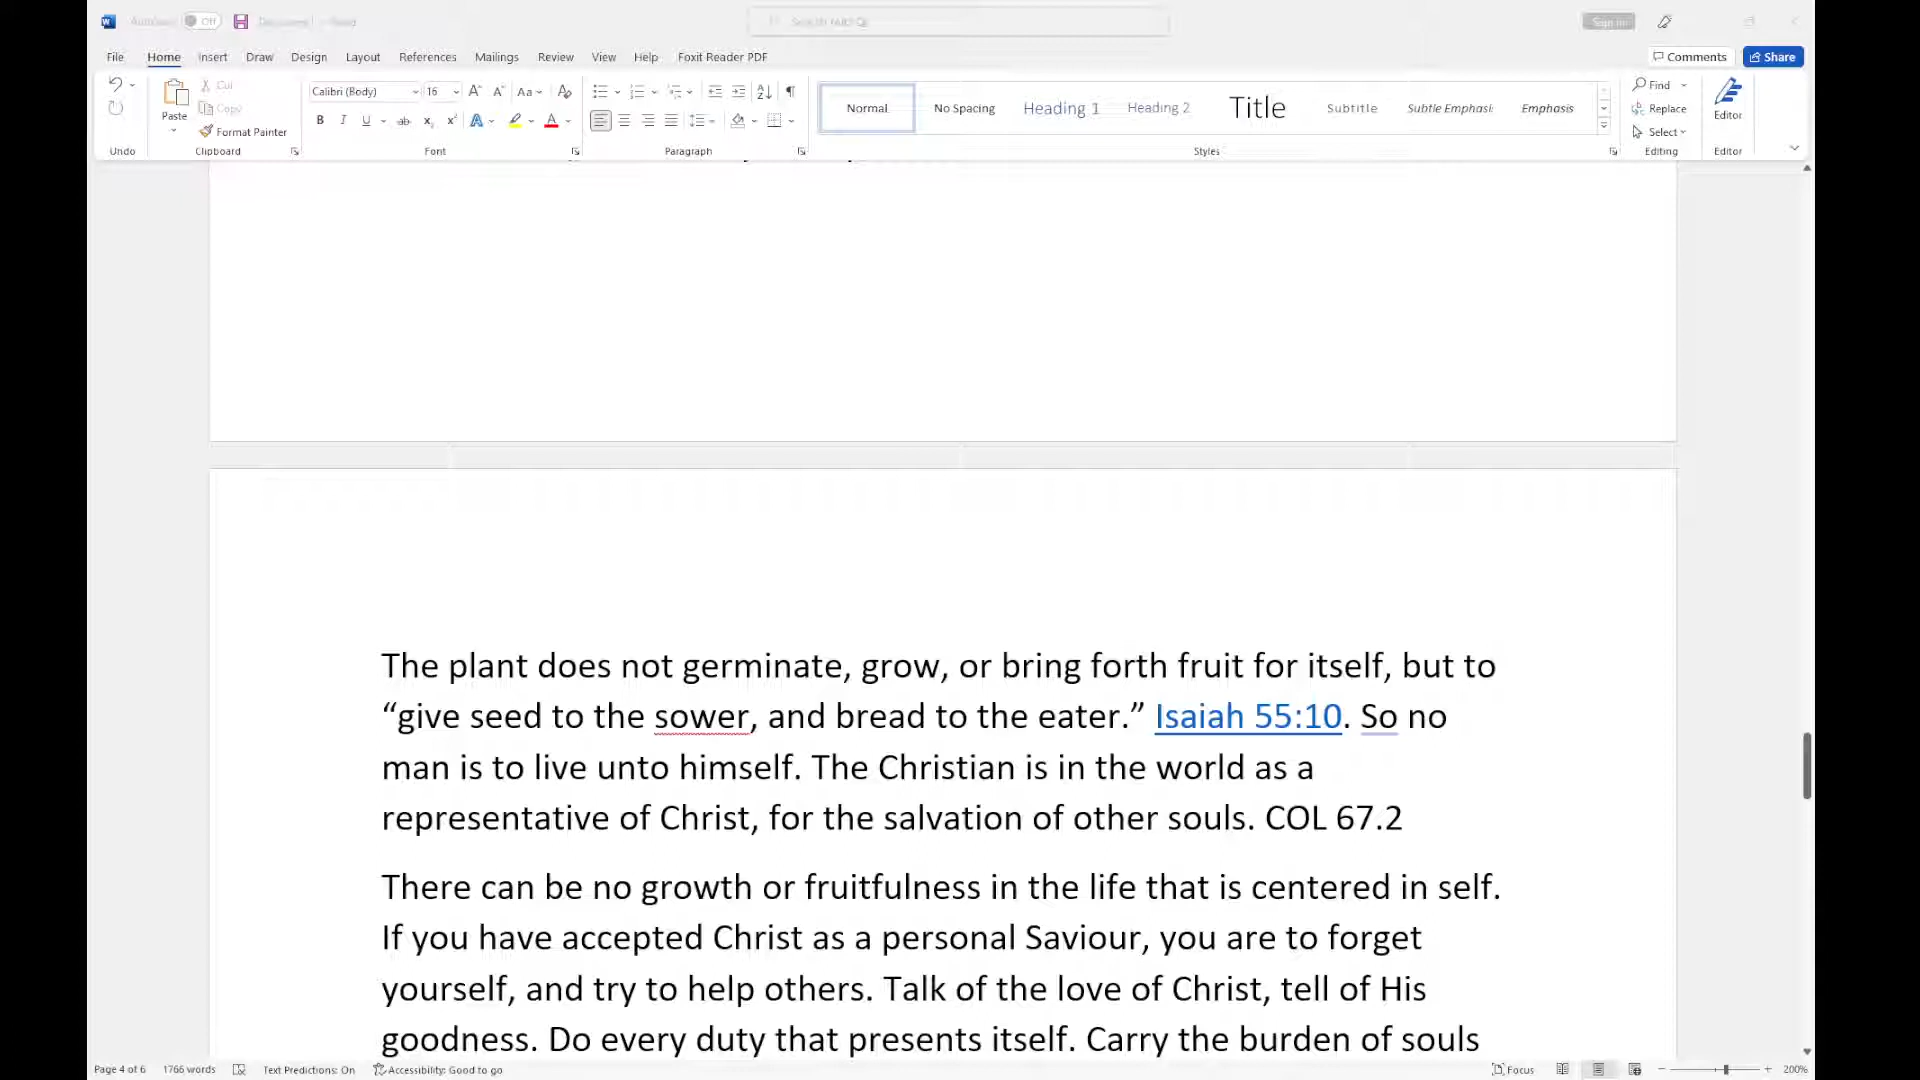 Off
Sign in
File Home Insert Draw Design Layout References Mailings Review View Help Foxit Reader PDF
Comments Share
Cut
Copy
Paste
Format Painter
Calibri (Body) 16
Normal No Spacing Heading 1 Heading 2 Title Subtitle Subtle Emphasis Emphasis
Find
Replace
Select
Editor
Undo Clipboard Font Paragraph Styles Editing Editor
The plant does not germinate, grow, or bring forth fruit for itself, but to
“give seed to the sower, and bread to the eater.” Isaiah 55:10. So no
man is to live unto himself. The Christian is in the world as a
representative of Christ, for the salvation of other souls. COL 67.2
There can be no growth or fruitfulness in the life that is centered in self.
If you have accepted Christ as a personal Saviour, you are to forget
yourself, and try to help others. Talk of the love of Christ, tell of His
goodness. Do every duty that presents itself. Carry the burden of souls
Page 4 of 6 1766 words Text Predictions: On Accessibility: Good to go Focus 200%